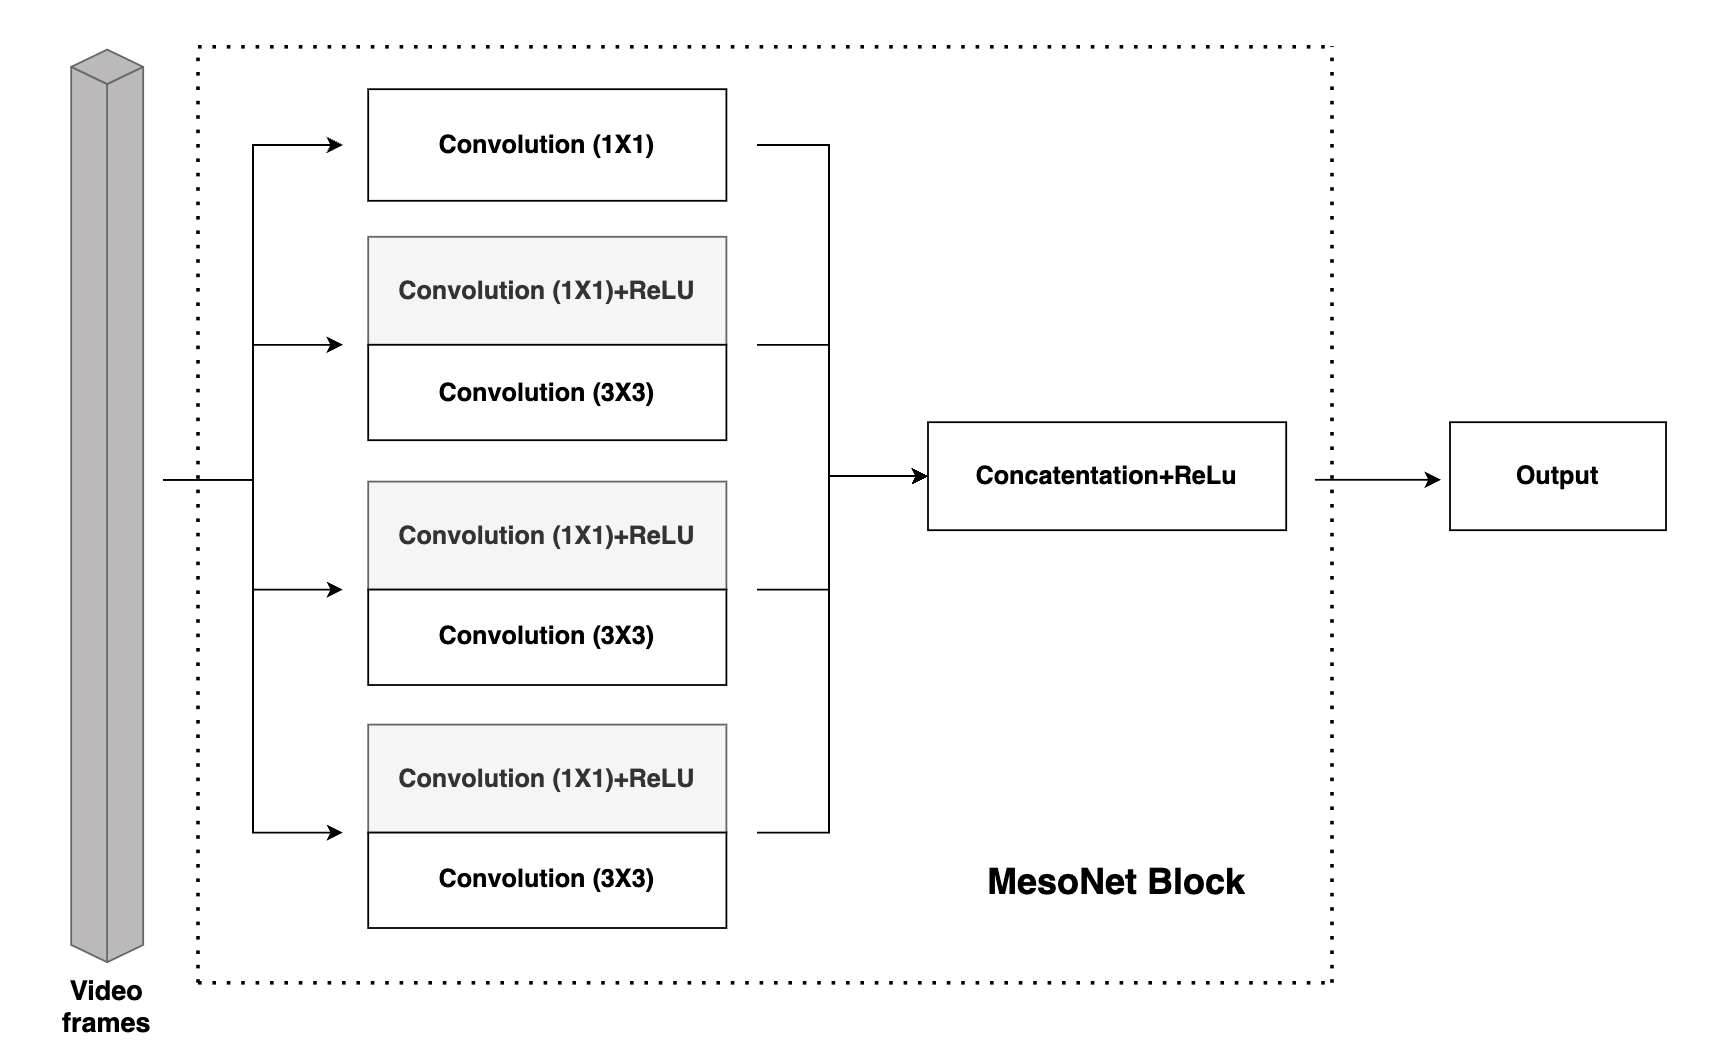 Convolution (1X1)
Convolution (1X1)+ReLU
Convolution (3X3)
Convolution (1X1)+ReLU
Convolution (3X3)
Convolution (1X1)+ReLU
Convolution (3X3)
Concatentation+ReLu
Output
MesoNet Block
Video
frames